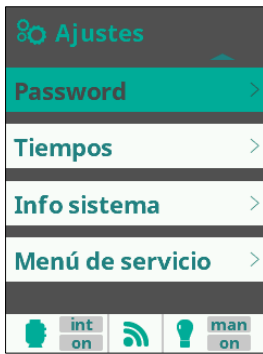 Ajustes
Password
Tiempos
Info sistema
Menú de servicio
int man
on on